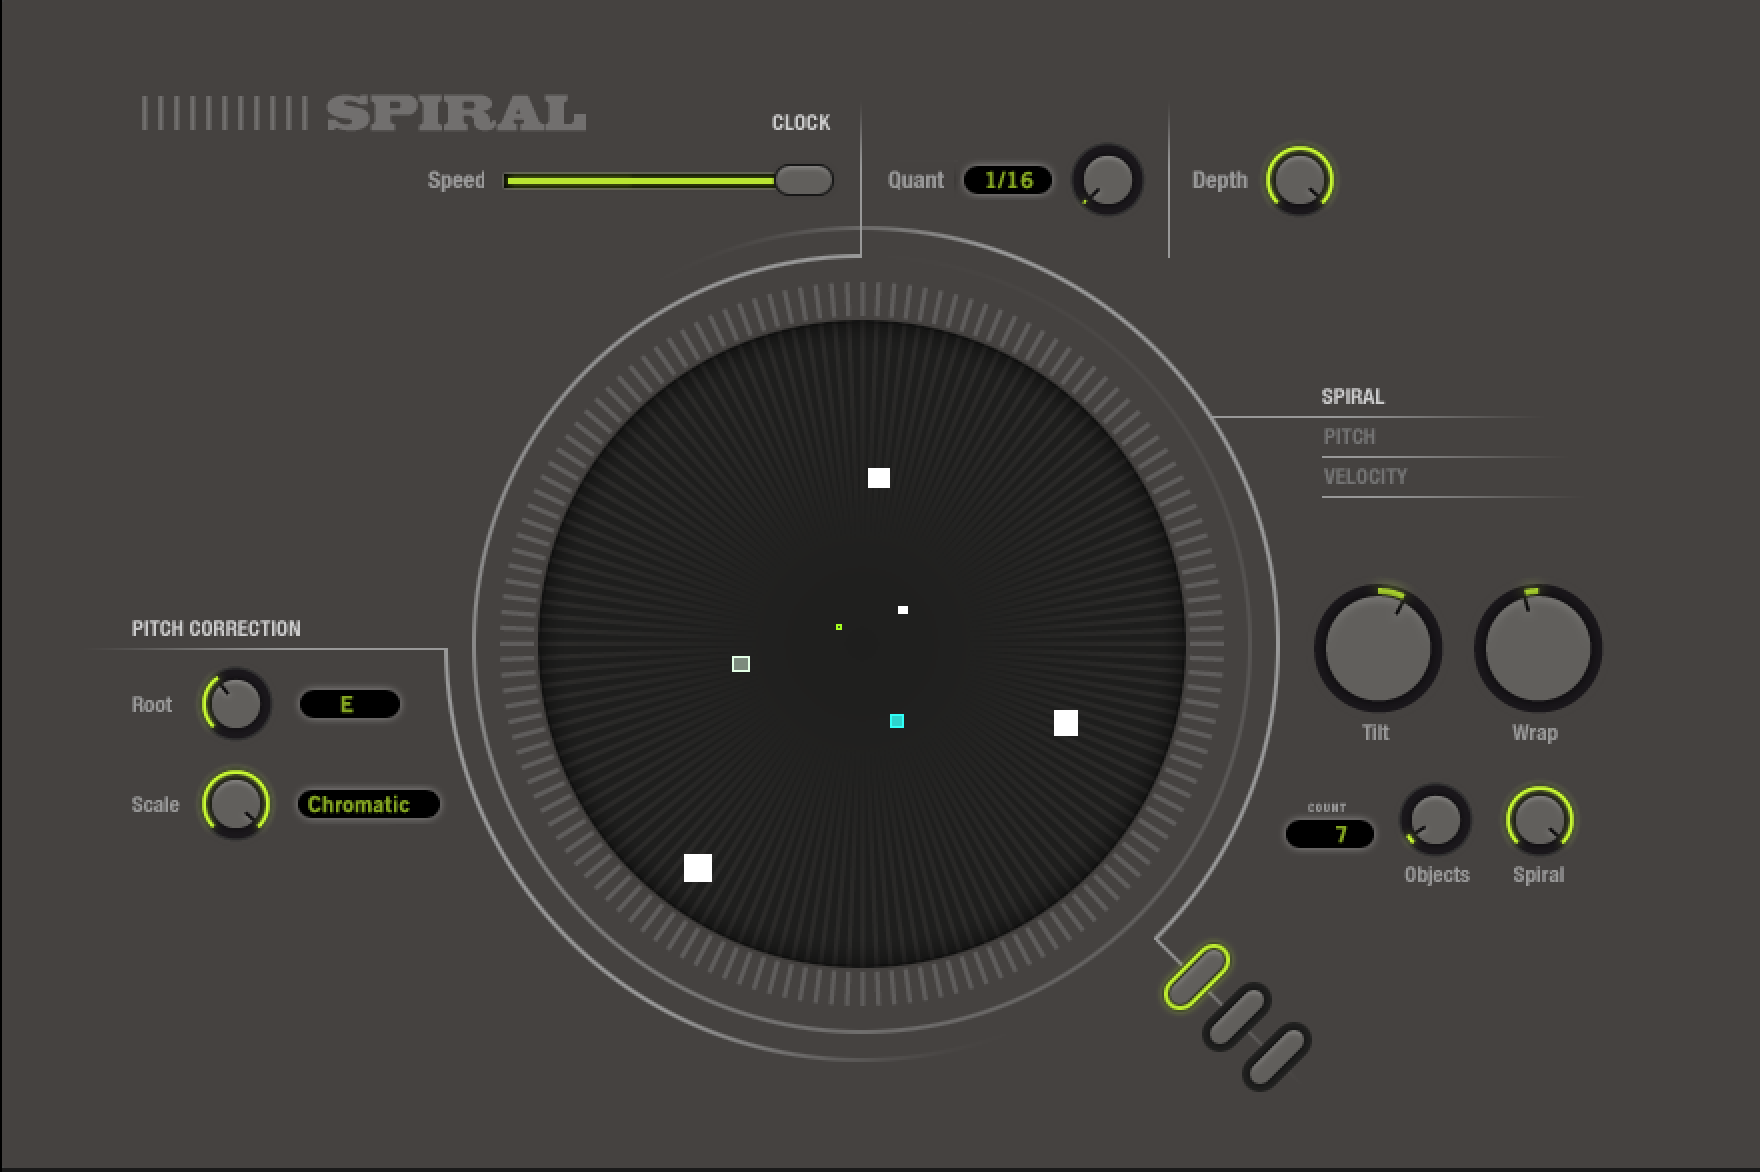 SPIRAL
CLOCK
Speed
Quant
1/16
Depth
SPIRAL
PITCH
VELOCITY
PITCH CORRECTION
Root
E
Scale
Chromatic
Tilt
Wrap
COUNT
7
Objects
Spiral